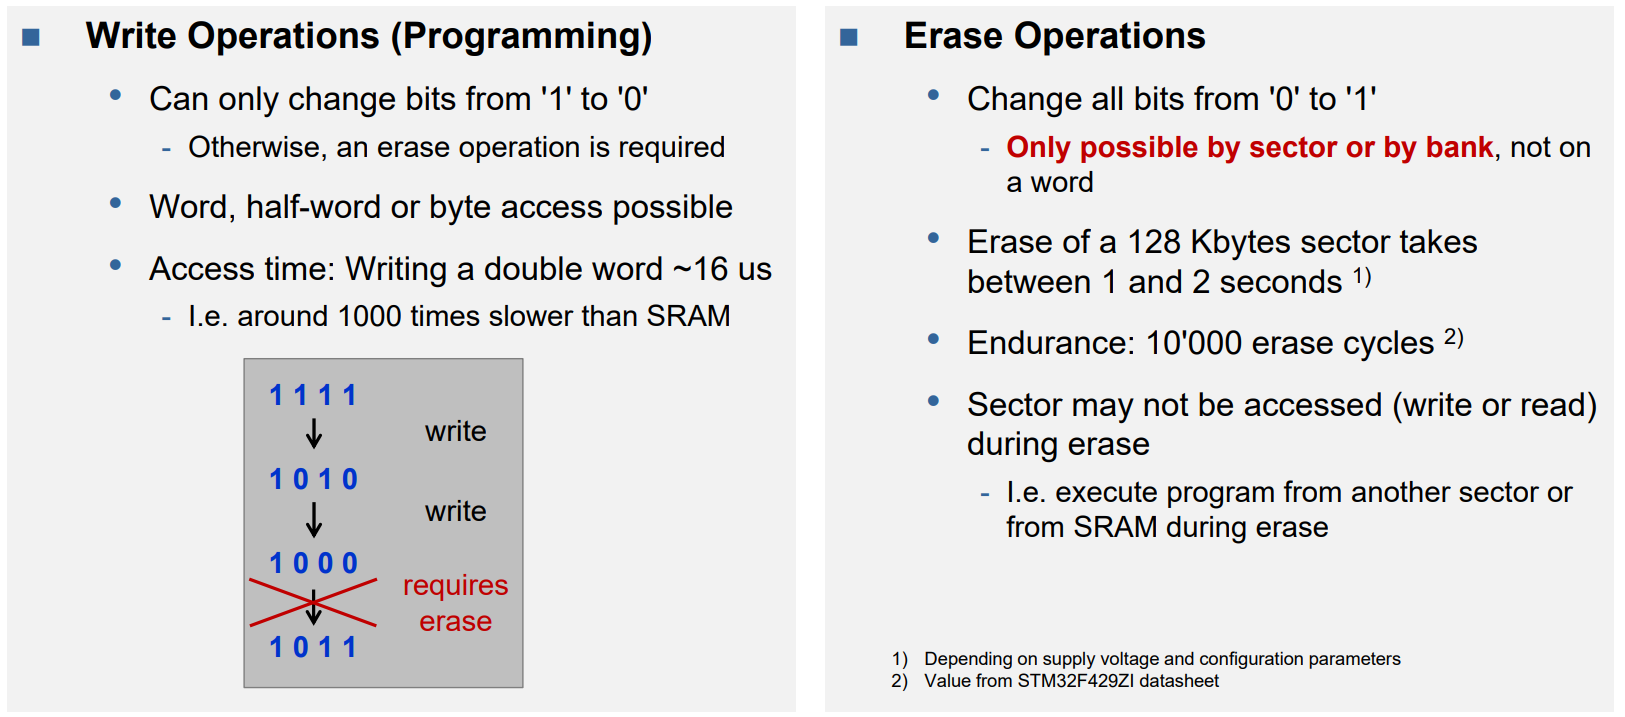 Write Operations (Programming)
Can only change bits from '1' to '0'
- Otherwise, an erase operation is required
Word, half-word or byte access possible
Access time: Writing a double word ~16 us
- I.e. around 1000 times slower than SRAM
1 1 1 1
write
1 0 1 0
write
1 0 0 0
requires
erase
1 0 1 1
Erase Operations
Change all bits from '0' to '1'
- Only possible by sector or by bank, not on
a word
Erase of a 128 Kbytes sector takes
between 1 and 2 seconds 1)
Endurance: 10'000 erase cycles 2)
Sector may not be accessed (write or read)
during erase
- I.e. execute program from another sector or
from SRAM during erase
1) Depending on supply voltage and configuration parameters
2) Value from STM32F429ZI datasheet